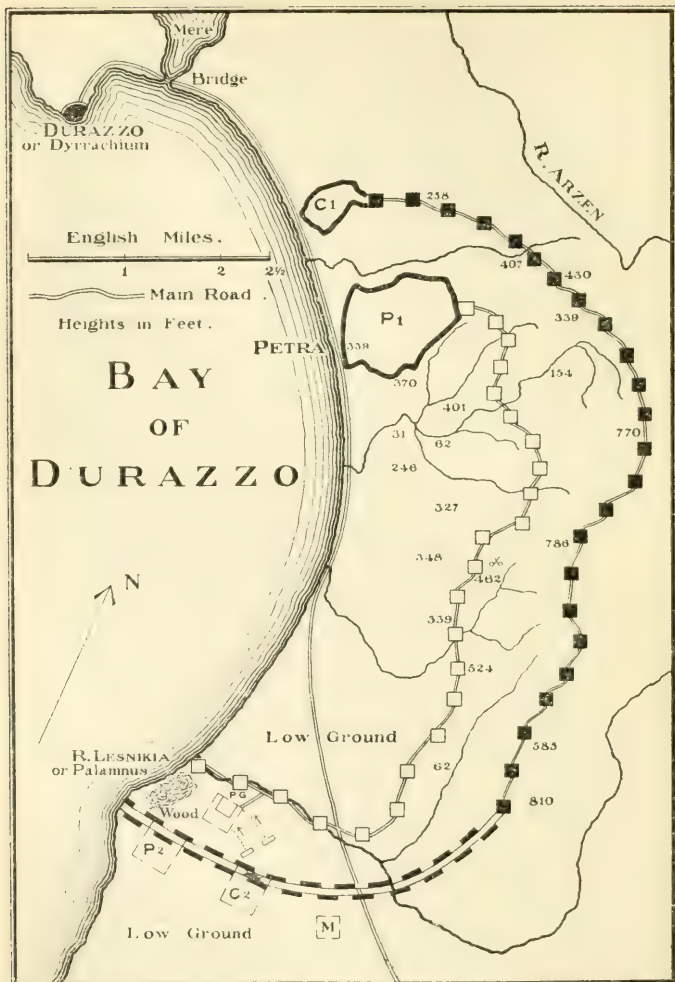 Mere
Bridge
DURAZZO
or Dyrrachium
R. ARZEN
C1
258
English Miles.
1 2 2½
407
430
Main Road.
339
Heights in Feet.
P1
PETRA
339
BAY
OF
DURAZZO
370
154
401
31
62
770
246
327
786
348
462
N
339
524
Low Ground
R. LESNIKIA
or Palamnus
62
585
PG
810
Wood
P2
C2
M
Low Ground